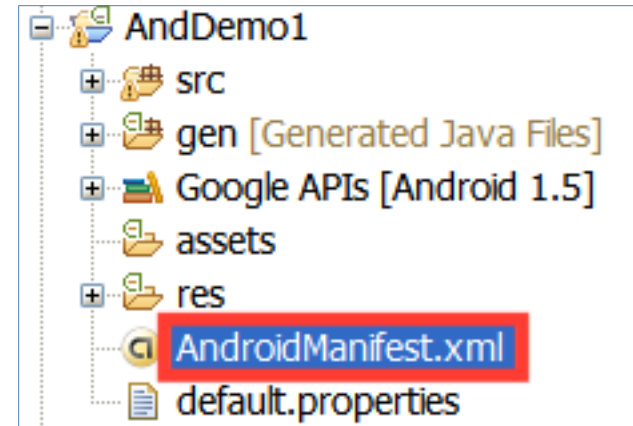 AndDemo1
src
gen [Generated Java Files]
Google APIs [Android 1.5]
assets
res
AndroidManifest.xml
default.properties